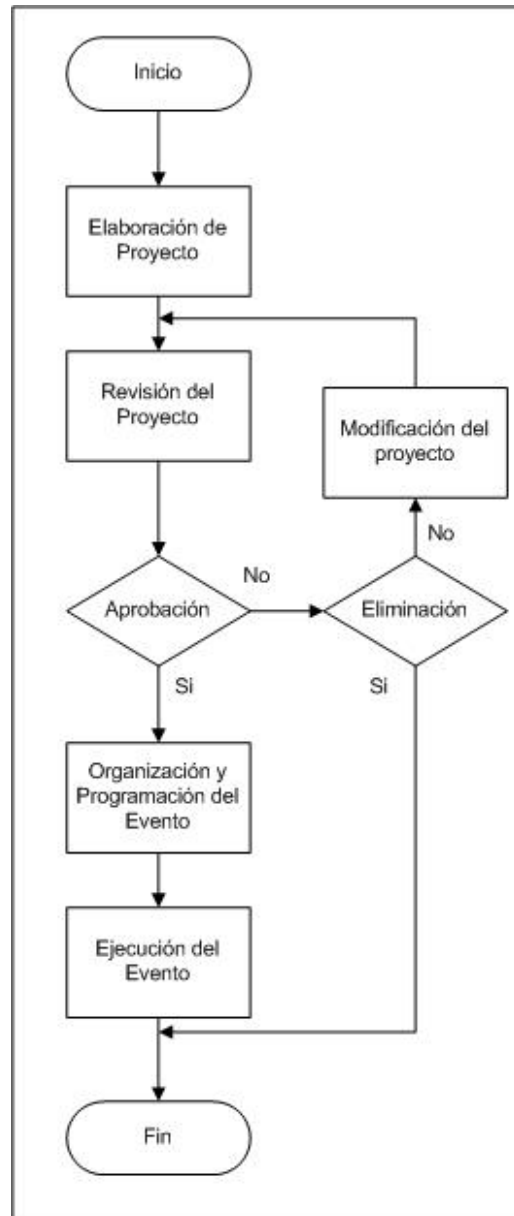 Inicio
Elaboración de
Proyecto
Revisión del
Proyecto
Modificación del
proyecto
No
No
Aprobación
Eliminación
Si
Si
Organización y
Programación del
Evento
Ejecución del
Evento
Fin